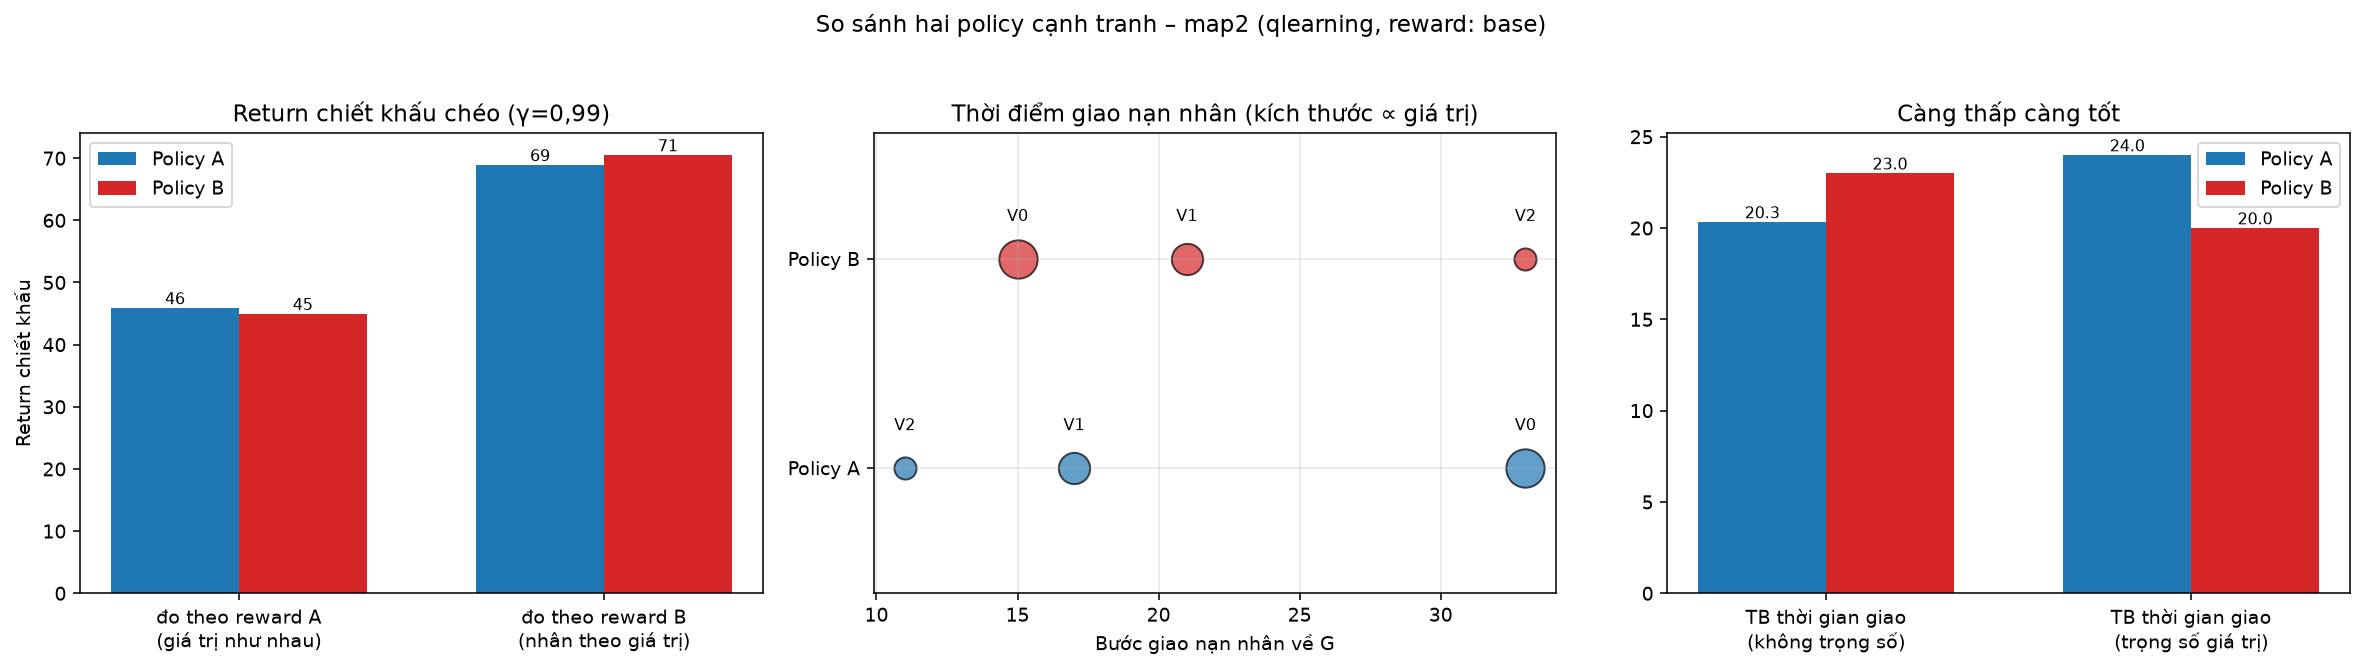 So sánh hai policy cạnh tranh – map2 (qlearning, reward: base)
Return chiết khấu chéo (γ=0,99)
Return chiết khấu
0
10
20
30
40
50
60
70
Policy A
Policy B
46
45
69
71
đo theo reward A
(giá trị như nhau)
đo theo reward B
(nhân theo giá trị)
Thời điểm giao nạn nhân (kích thước ∝ giá trị)
Policy B
Policy A
V0
V1
V2
V2
V1
V0
10
15
20
25
30
Bước giao nạn nhân về G
Càng thấp càng tốt
0
5
10
15
20
25
Policy A
Policy B
20.3
23.0
24.0
20.0
TB thời gian giao
(không trọng số)
TB thời gian giao
(trọng số giá trị)